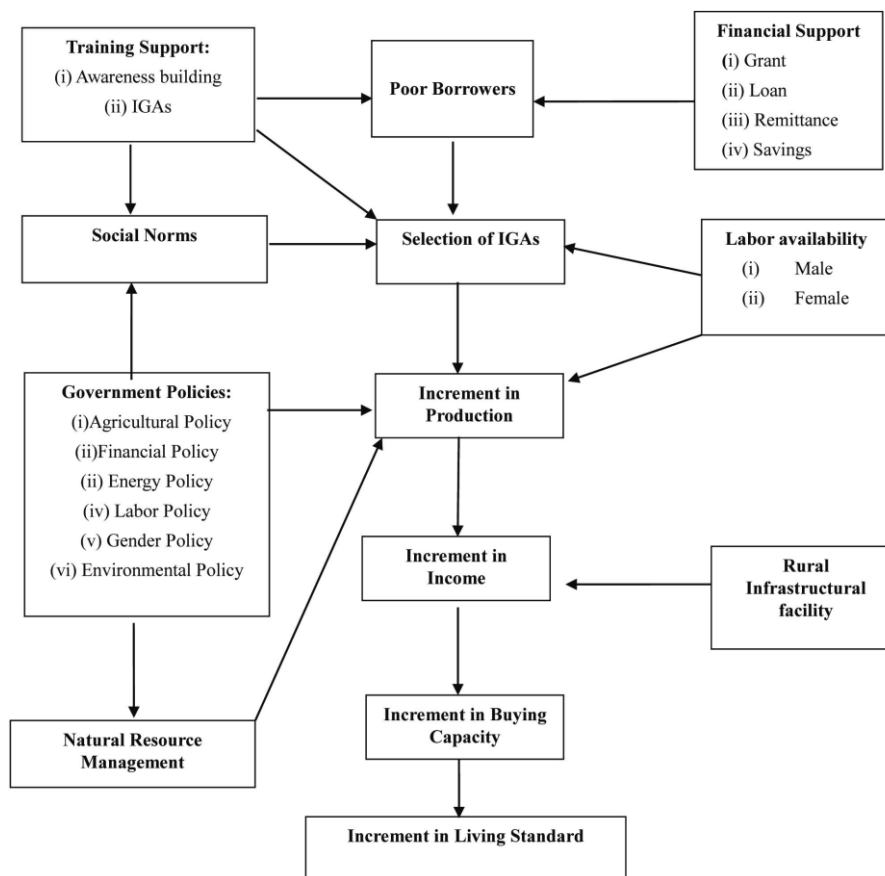 Training Support:
(i) Awareness building
(ii) IGAs
Poor Borrowers
Financial Support
(i) Grant
(ii) Loan
(iii) Remittance
(iv) Savings
Social Norms
Selection of IGAs
Labor availability
(i) Male
(ii) Female
Government Policies:
(i)Agricultural Policy
(ii)Financial Policy
(ii) Energy Policy
(iv) Labor Policy
(v) Gender Policy
(vi) Environmental Policy
Increment in
Production
Increment in
Income
Rural
Infrastructural
facility
Natural Resource
Management
Increment in Buying
Capacity
Increment in Living Standard